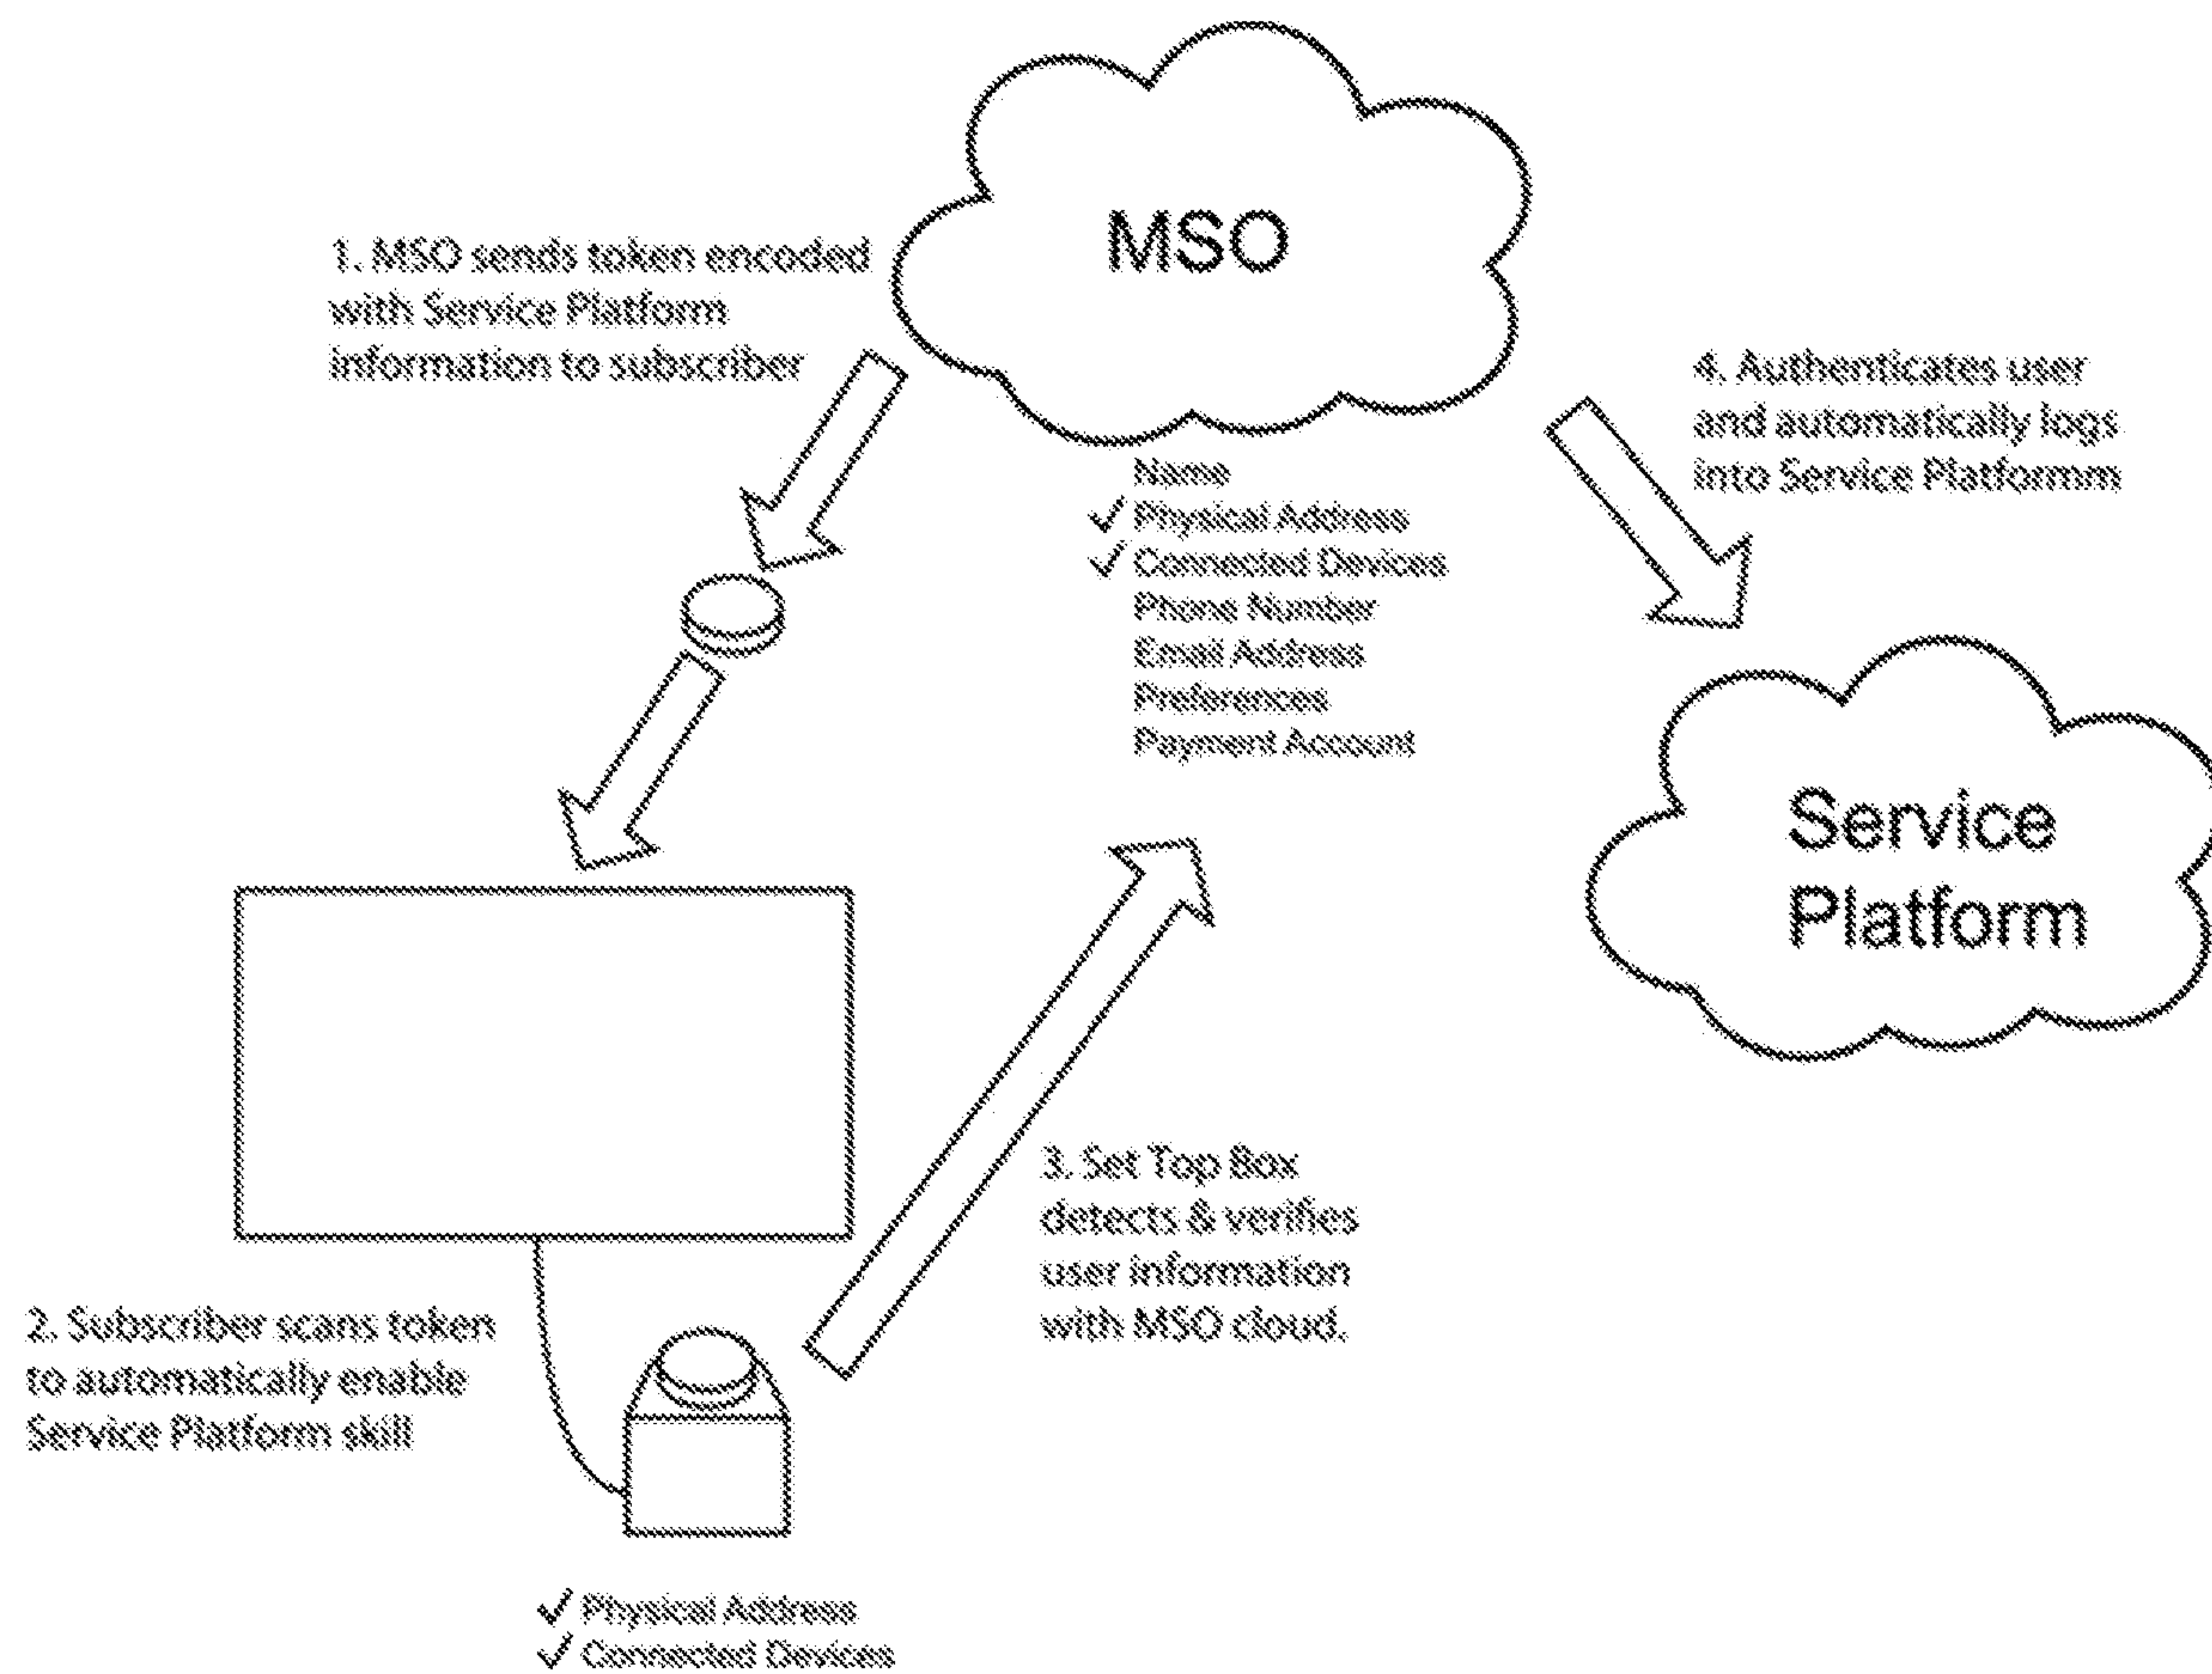 MSO
1. MSO sends token encoded
with Service Platform
information to subscriber
4. Authenticates user
and automatically logs
into Service Platformm
Name
✓ Physical Address
✓ Connected Devices
Phone Number
Email Address
Preferences
Payment Account
Service
Platform
3. Set Top Box
detects & verifies
user information
with MSO cloud.
2. Subscriber scans token
to automatically enable
Service Platform skill
✓ Physical Address
✓ Connected Devices